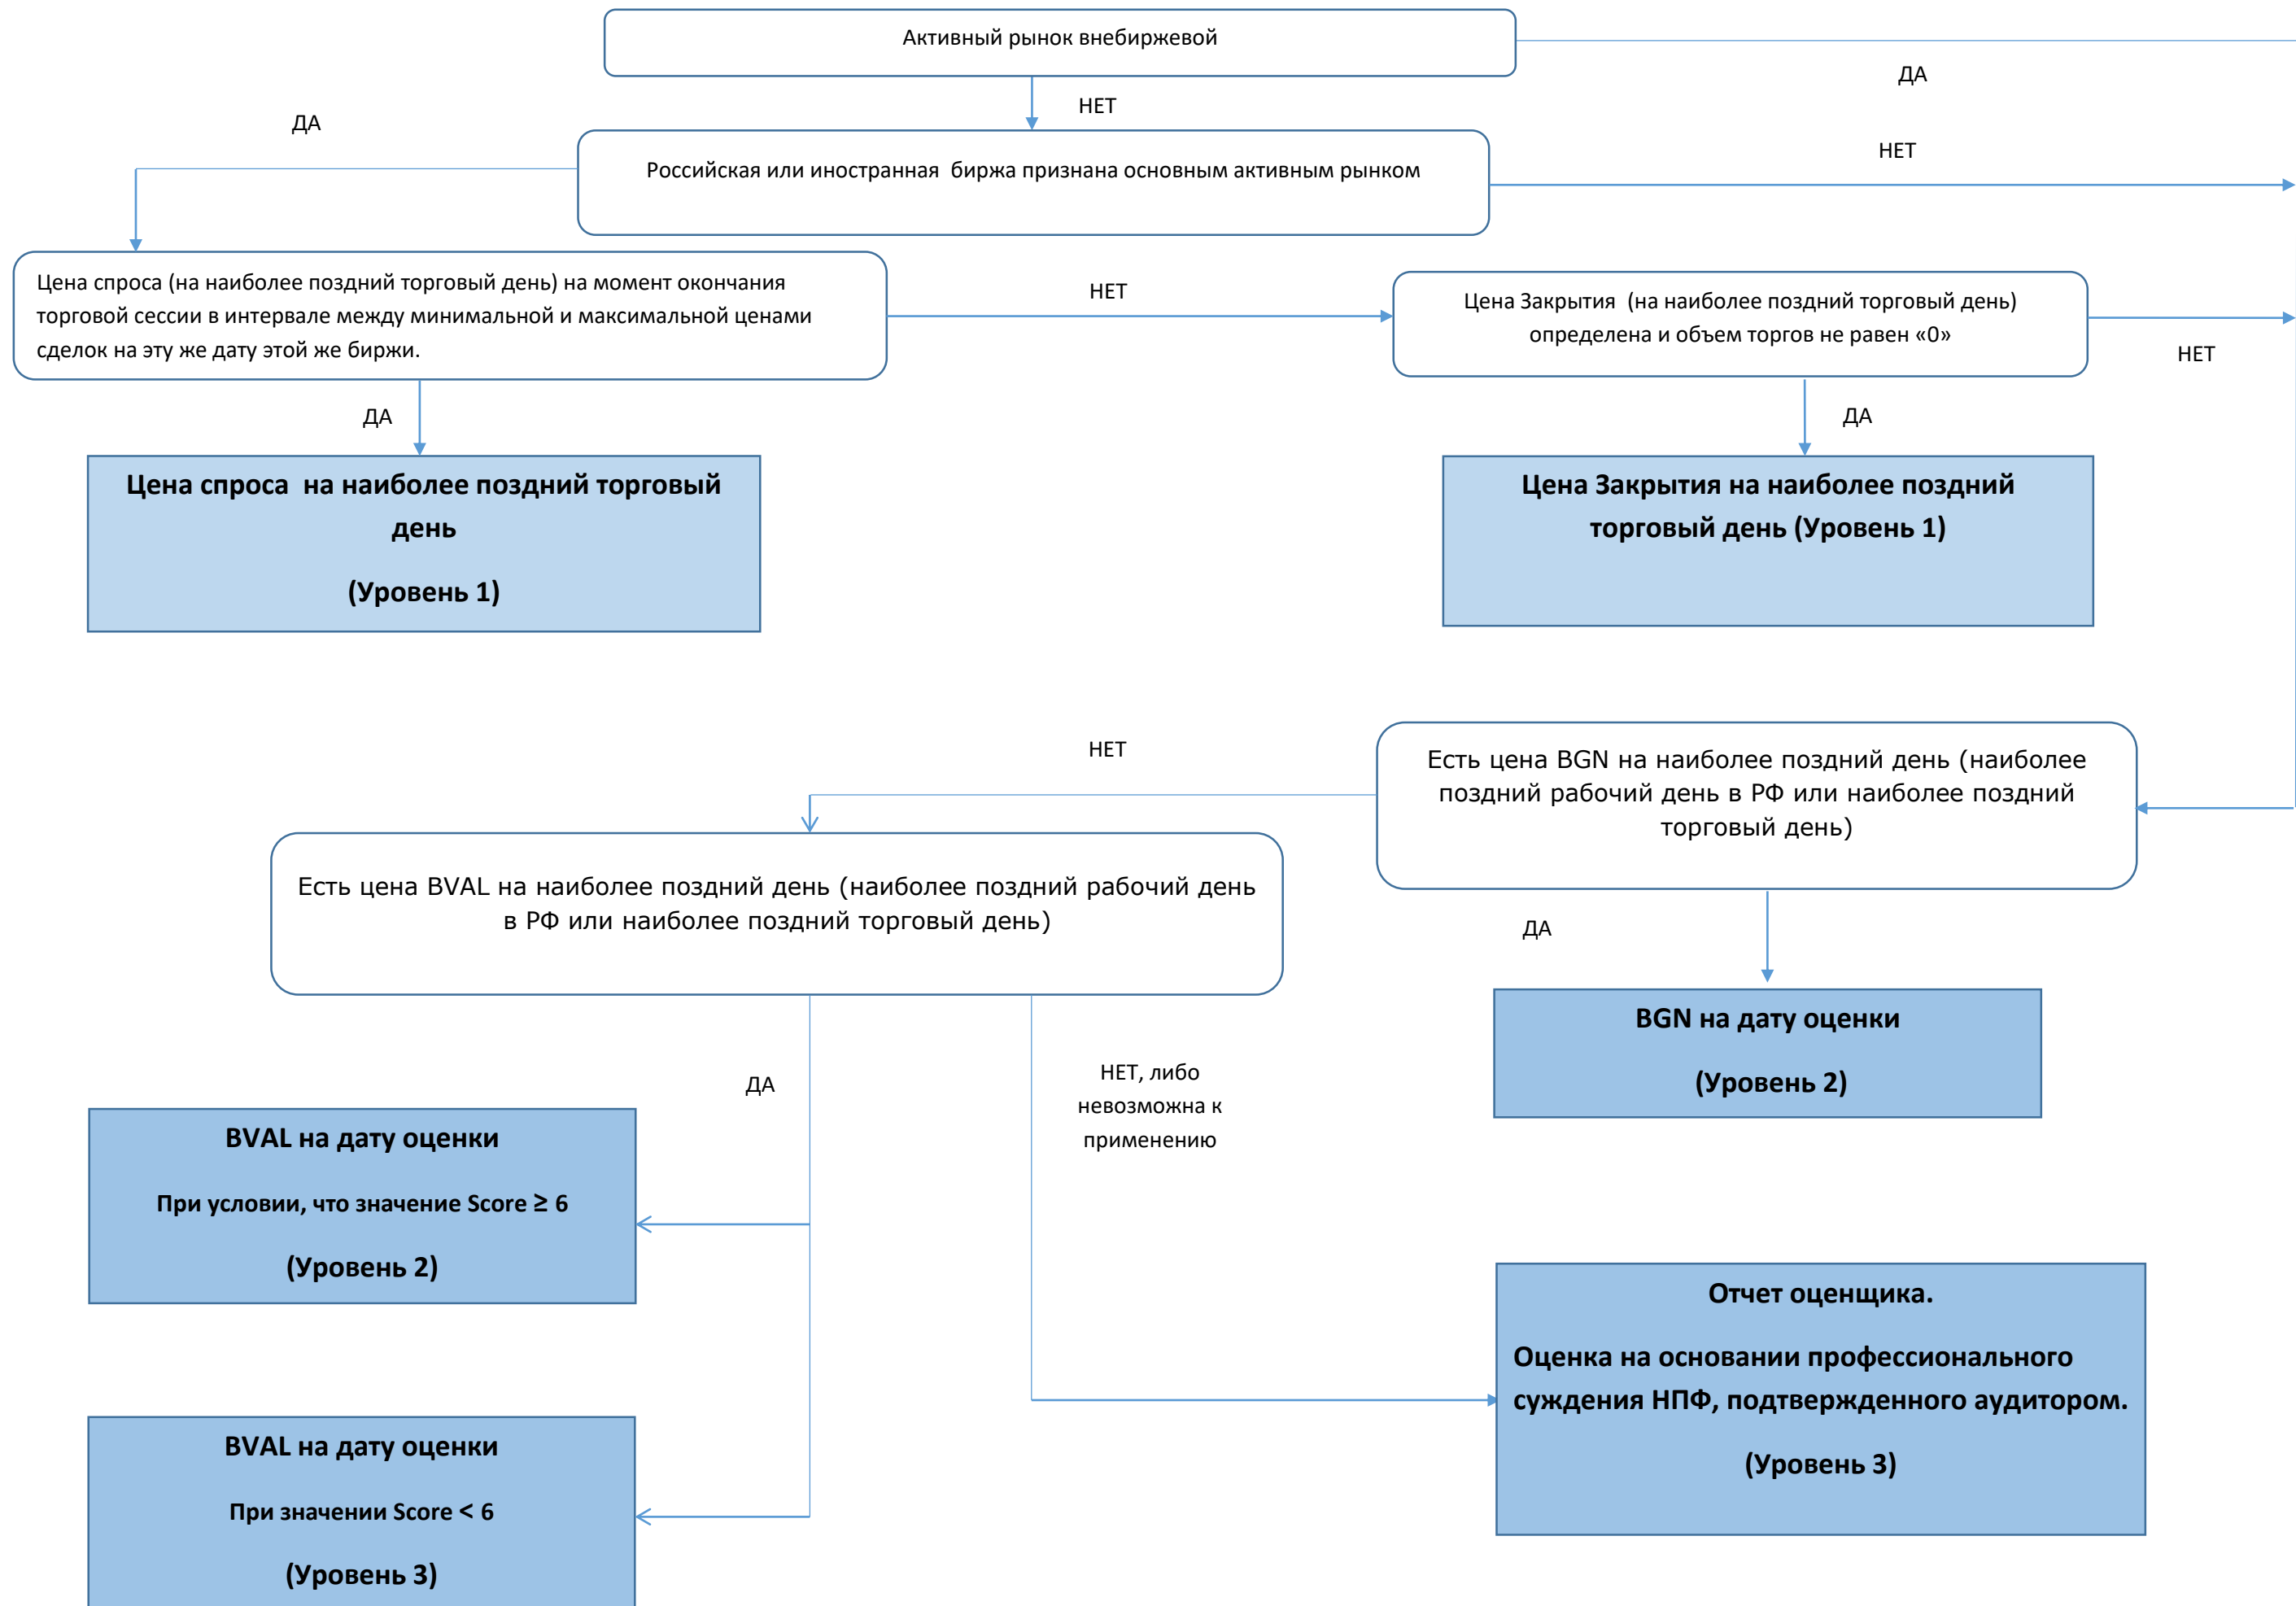 Активный рынок внебиржевой
ДА
НЕТ
ДА
Российская или иностранная  биржа признана основным активным рынком
НЕТ
Цена спроса (на наиболее поздний торговый день) на момент окончания
торговой сессии в интервале между минимальной и максимальной ценами
сделок на эту же дату этой же биржи.
НЕТ
Цена Закрытия  (на наиболее поздний торговый день)
определена и объем торгов не равен «0»
НЕТ
ДА
ДА
Цена спроса  на наиболее поздний торговый
день
(Уровень 1)
Цена Закрытия на наиболее поздний
торговый день (Уровень 1)
НЕТ
Есть цена BGN на наиболее поздний день (наиболее
поздний рабочий день в РФ или наиболее поздний
торговый день)
Есть цена BVAL на наиболее поздний день (наиболее поздний рабочий день
в РФ или наиболее поздний торговый день)
ДА
BGN на дату оценки
(Уровень 2)
ДА
НЕТ, либо
невозможна к
применению
BVAL на дату оценки
При условии, что значение Score ≥ 6
(Уровень 2)
Отчет оценщика.
Оценка на основании профессионального
суждения НПФ, подтвержденного аудитором.
(Уровень 3)
BVAL на дату оценки
При значении Score < 6
(Уровень 3)